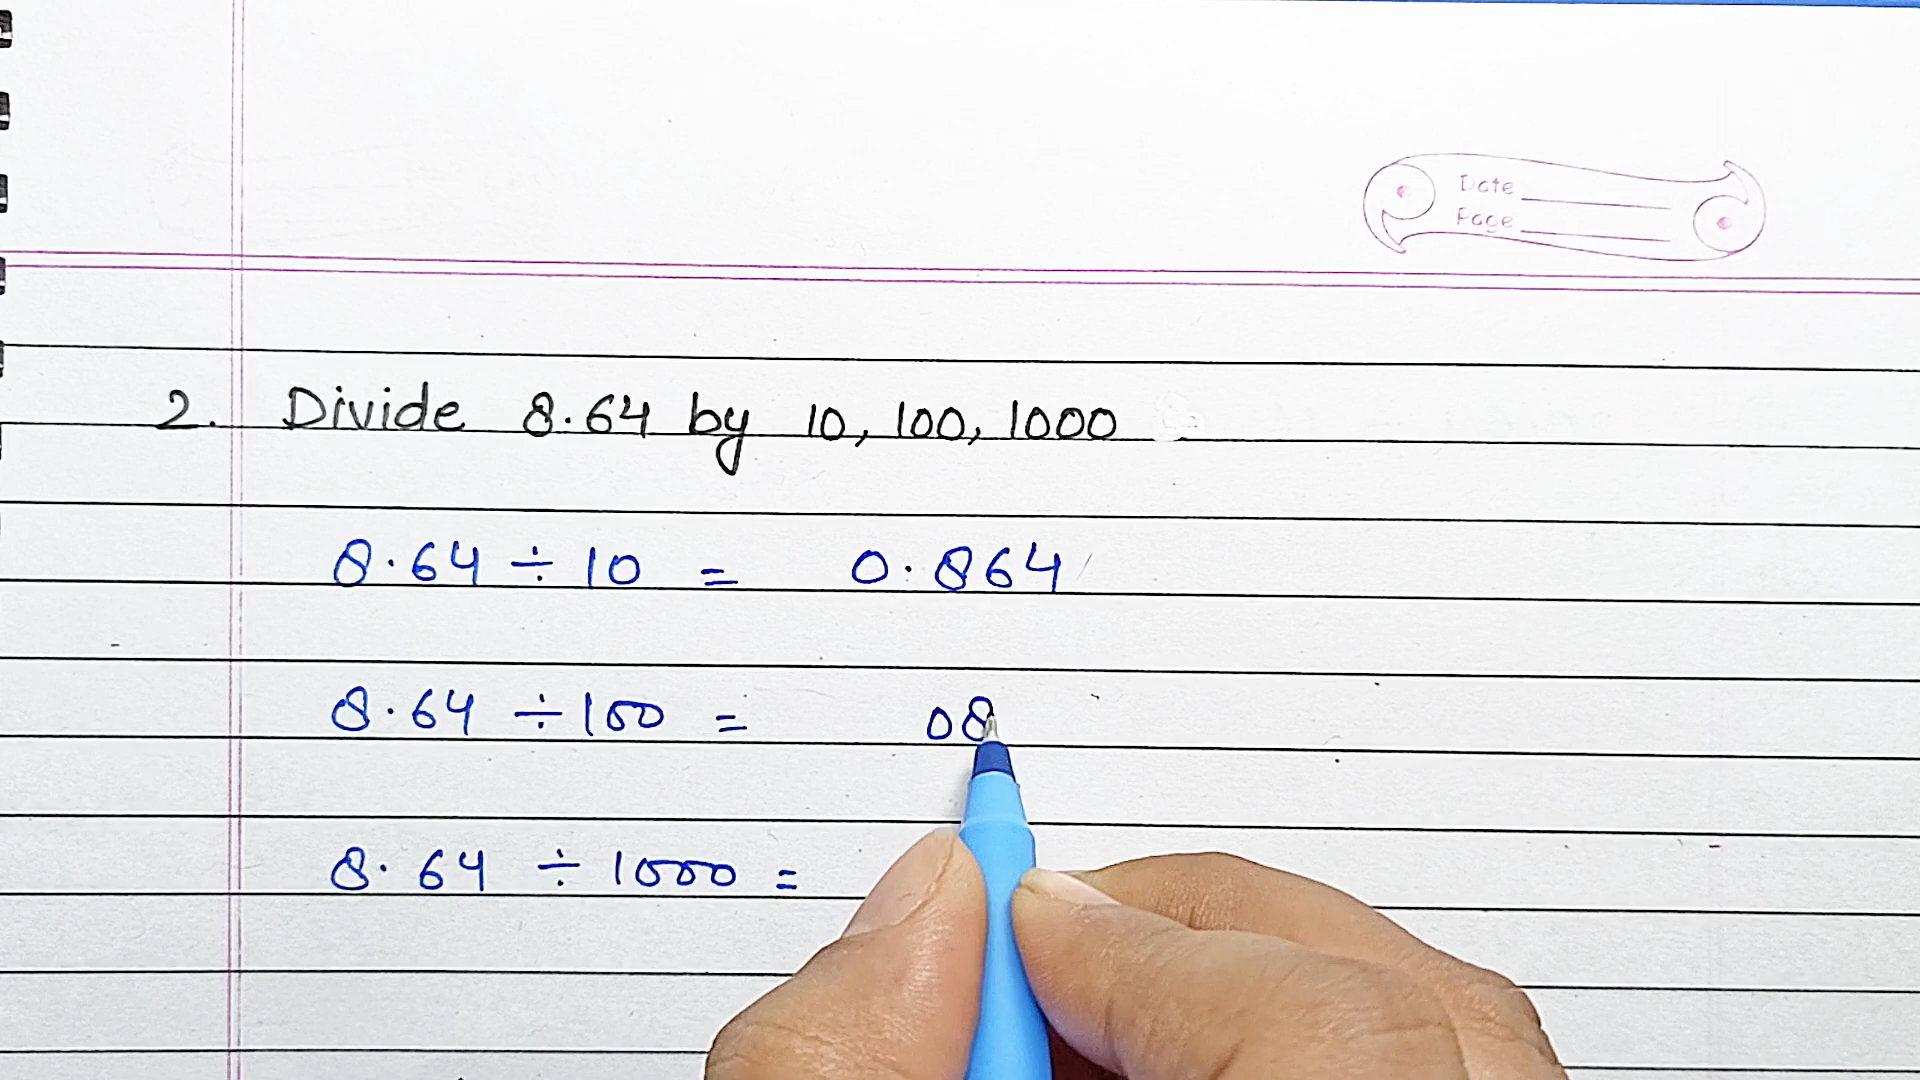 Date
Page
2. Divide 8.64 by 10, 100, 1000
8.64 ÷ 10 = 0.864
8.64 ÷ 100 = 08
8.64 ÷ 1000 =